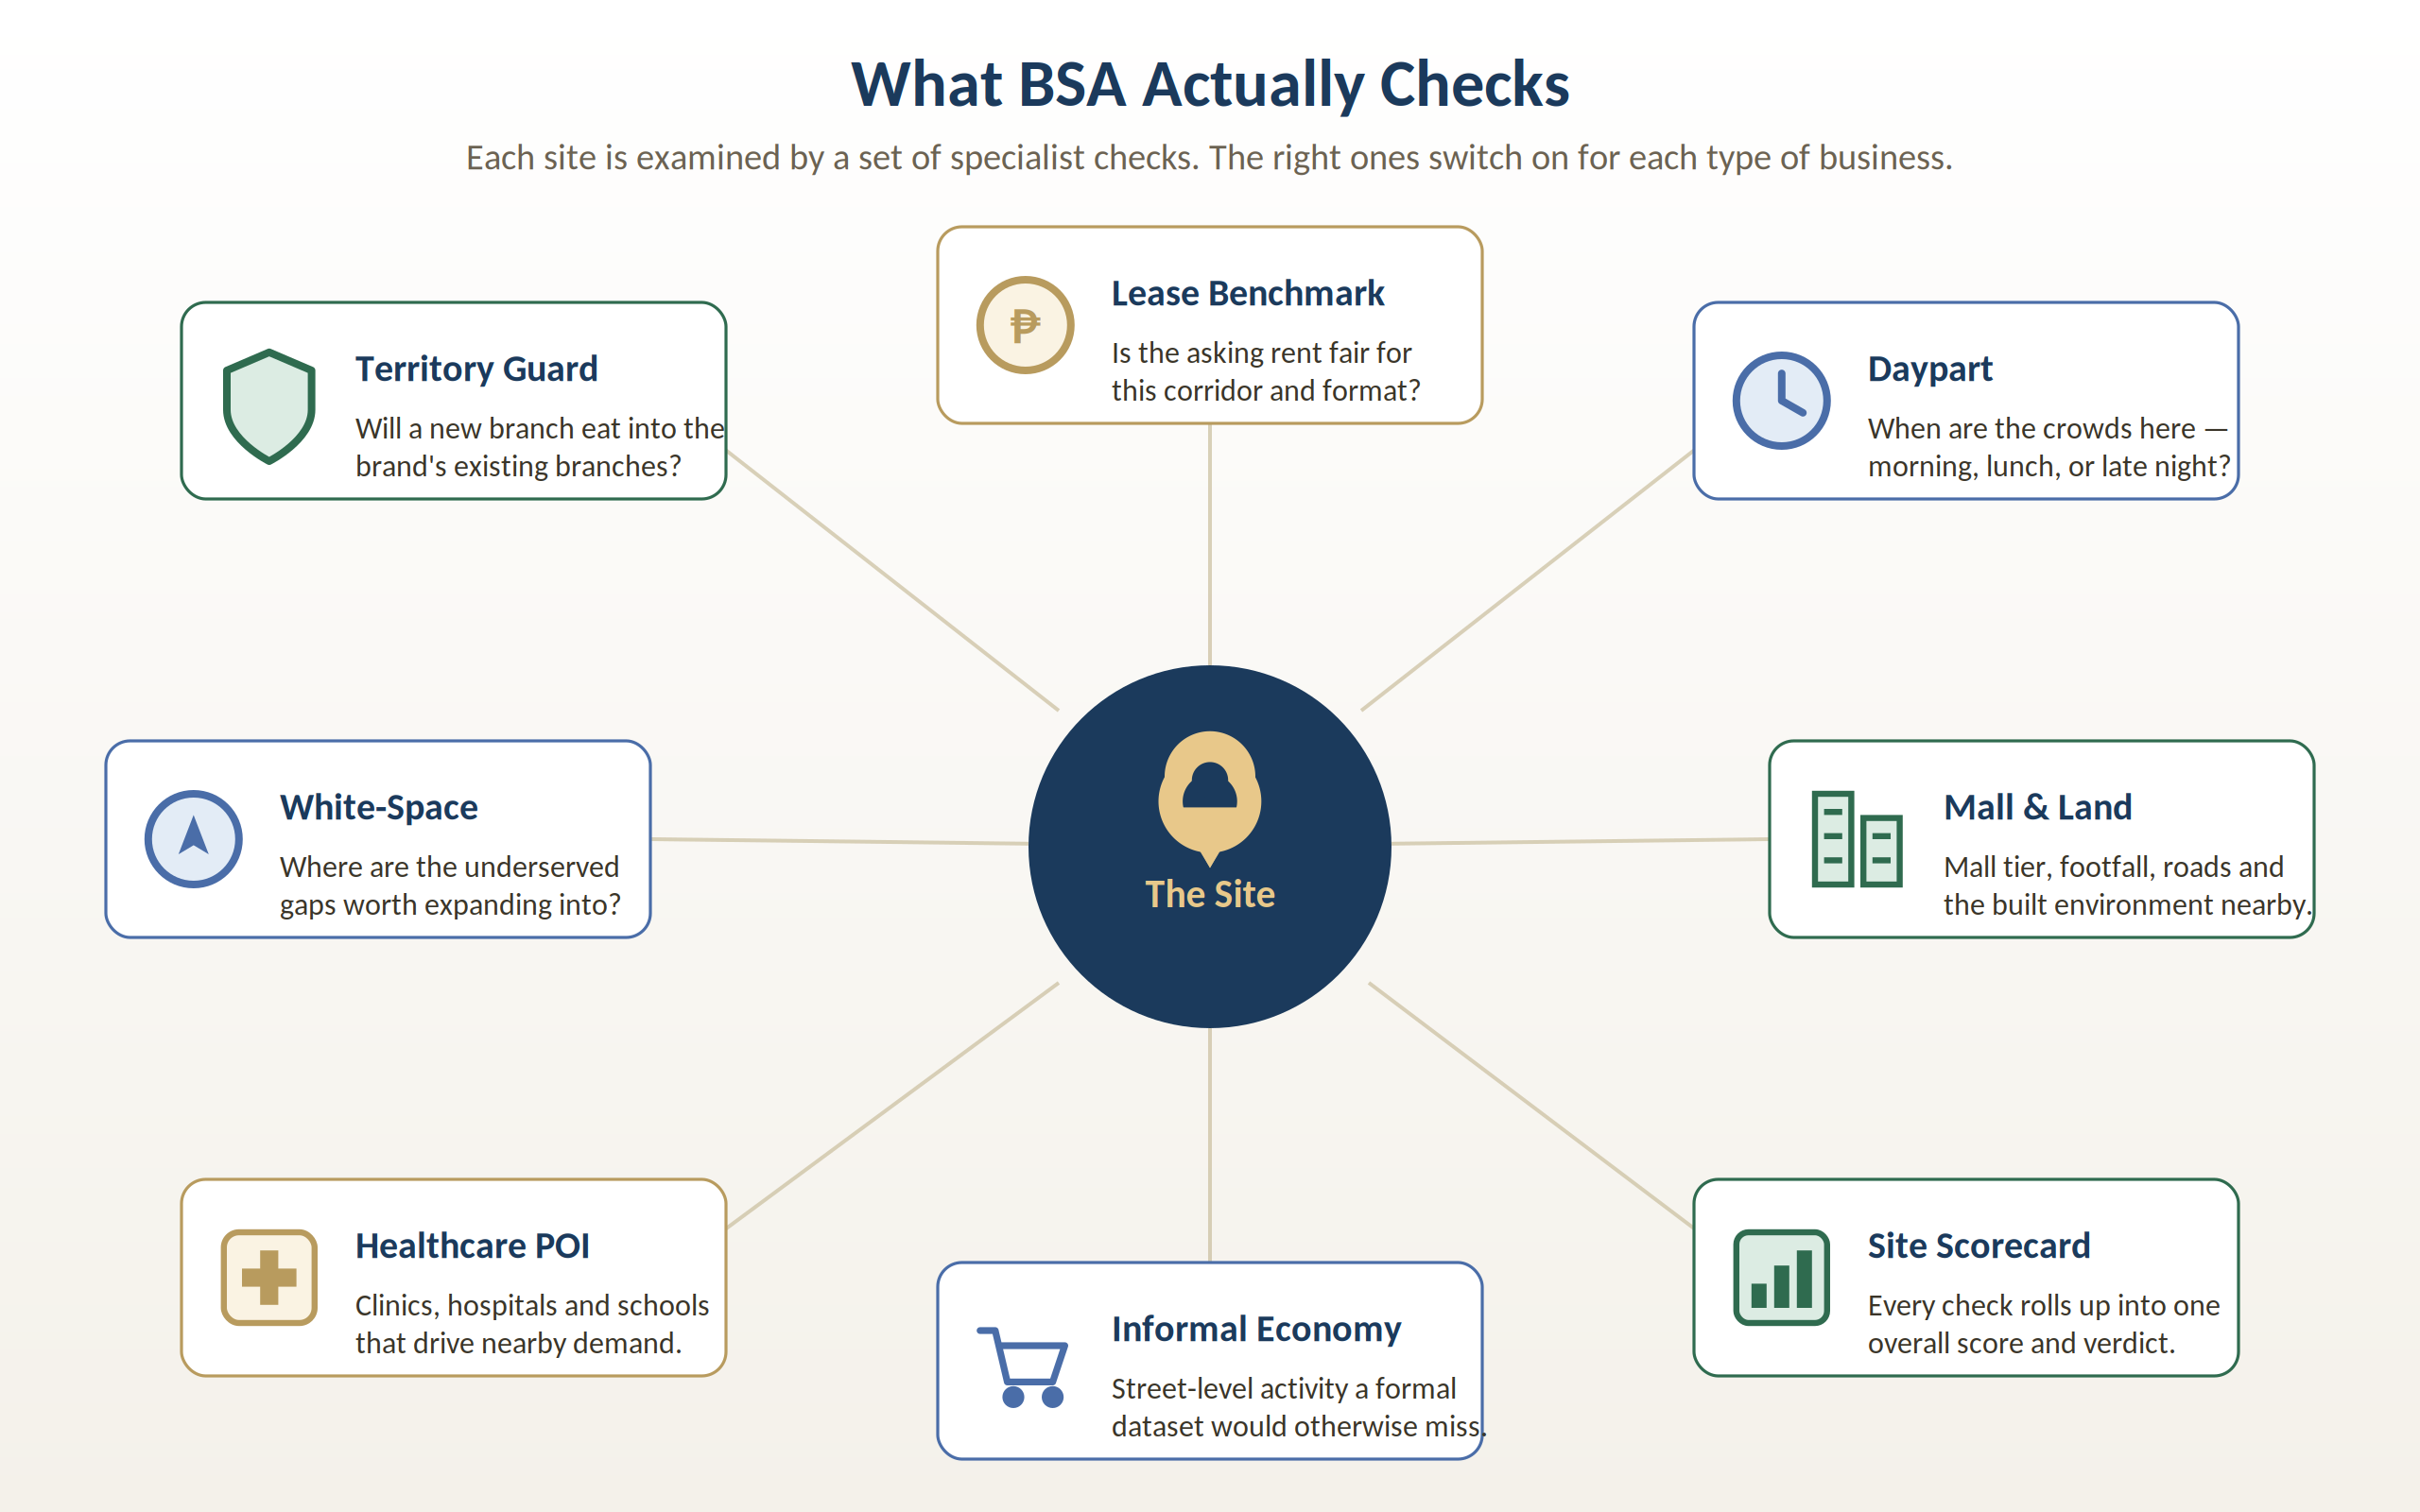 What BSA Actually Checks
Each site is examined by a set of specialist checks. The right ones switch on for each type of business.
₱
Lease Benchmark
Is the asking rent fair for
this corridor and format?
Territory Guard
Will a new branch eat into the
brand's existing branches?
Daypart
When are the crowds here —
morning, lunch, or late night?
White-Space
Where are the underserved
gaps worth expanding into?
The Site
Mall & Land
Mall tier, footfall, roads and
the built environment nearby.
Healthcare POI
Clinics, hospitals and schools
that drive nearby demand.
Informal Economy
Street-level activity a formal
dataset would otherwise miss.
Site Scorecard
Every check rolls up into one
overall score and verdict.